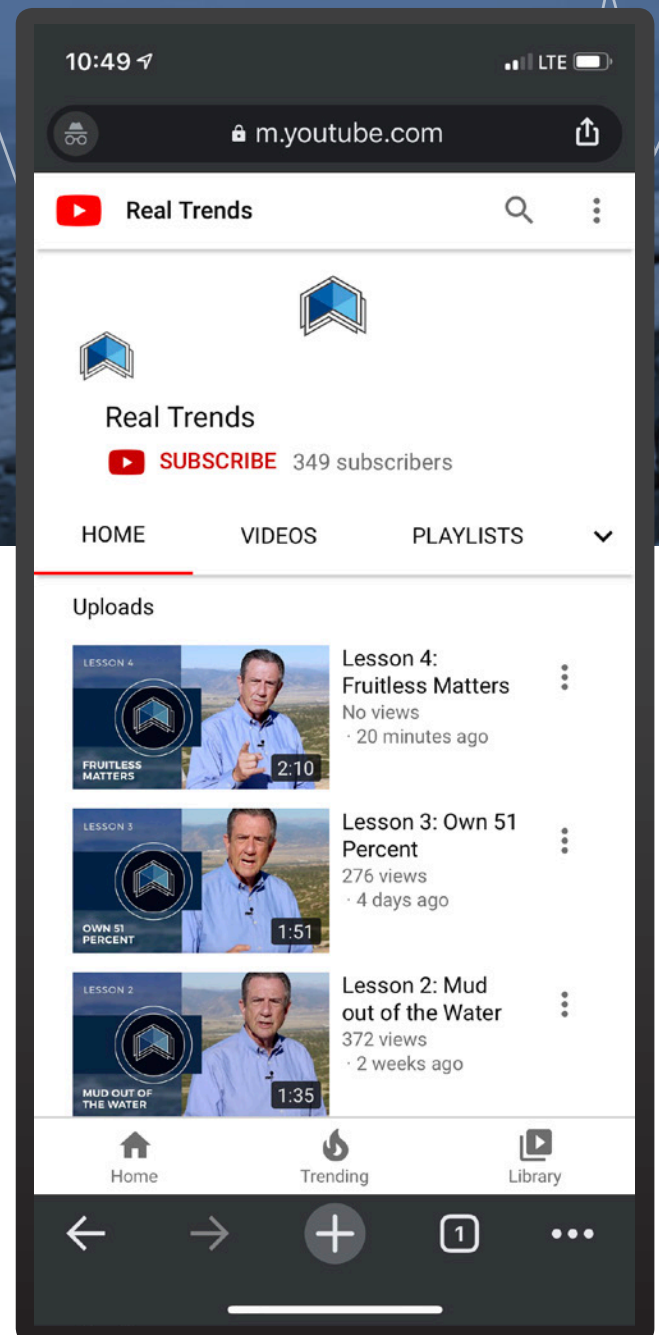 10:49
LTE
m.youtube.com
Real Trends
Real Trends
SUBSCRIBE 349 subscribers
HOME VIDEOS PLAYLISTS
Uploads
LESSON 4
FRUITLESS
MATTERS
2:10
Lesson 4:
Fruitless Matters
No views
· 20 minutes ago
LESSON 3
OWN 51
PERCENT
1:51
Lesson 3: Own 51
Percent
276 views
· 4 days ago
LESSON 2
MUD OUT OF
THE WATER
1:35
Lesson 2: Mud
out of the Water
372 views
· 2 weeks ago
Home Trending Library
1